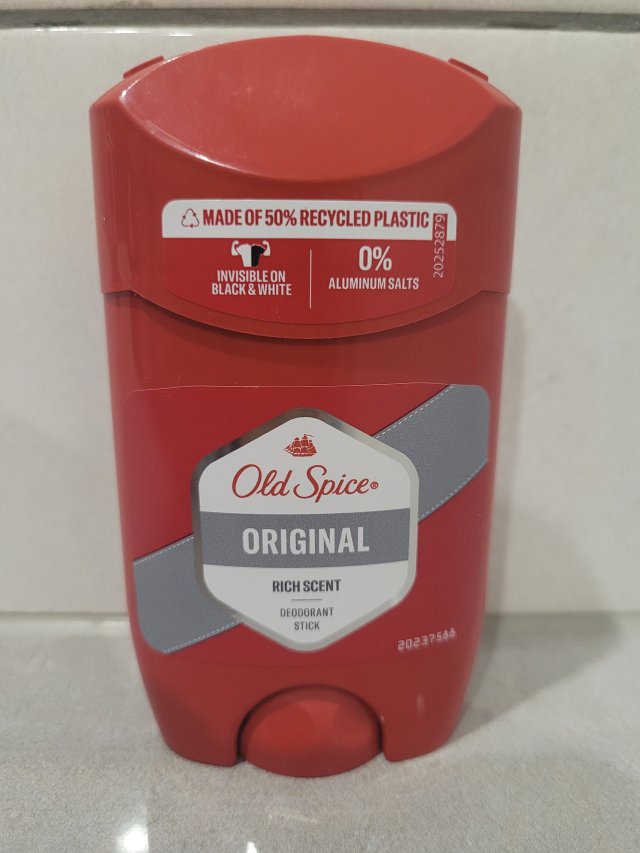 MADE OF 50% RECYCLED PLASTIC
20252879
INVISIBLE ON
BLACK & WHITE
0%
ALUMINUM SALTS
Old Spice®
ORIGINAL
RICH SCENT
DEODORANT
STICK
20237544